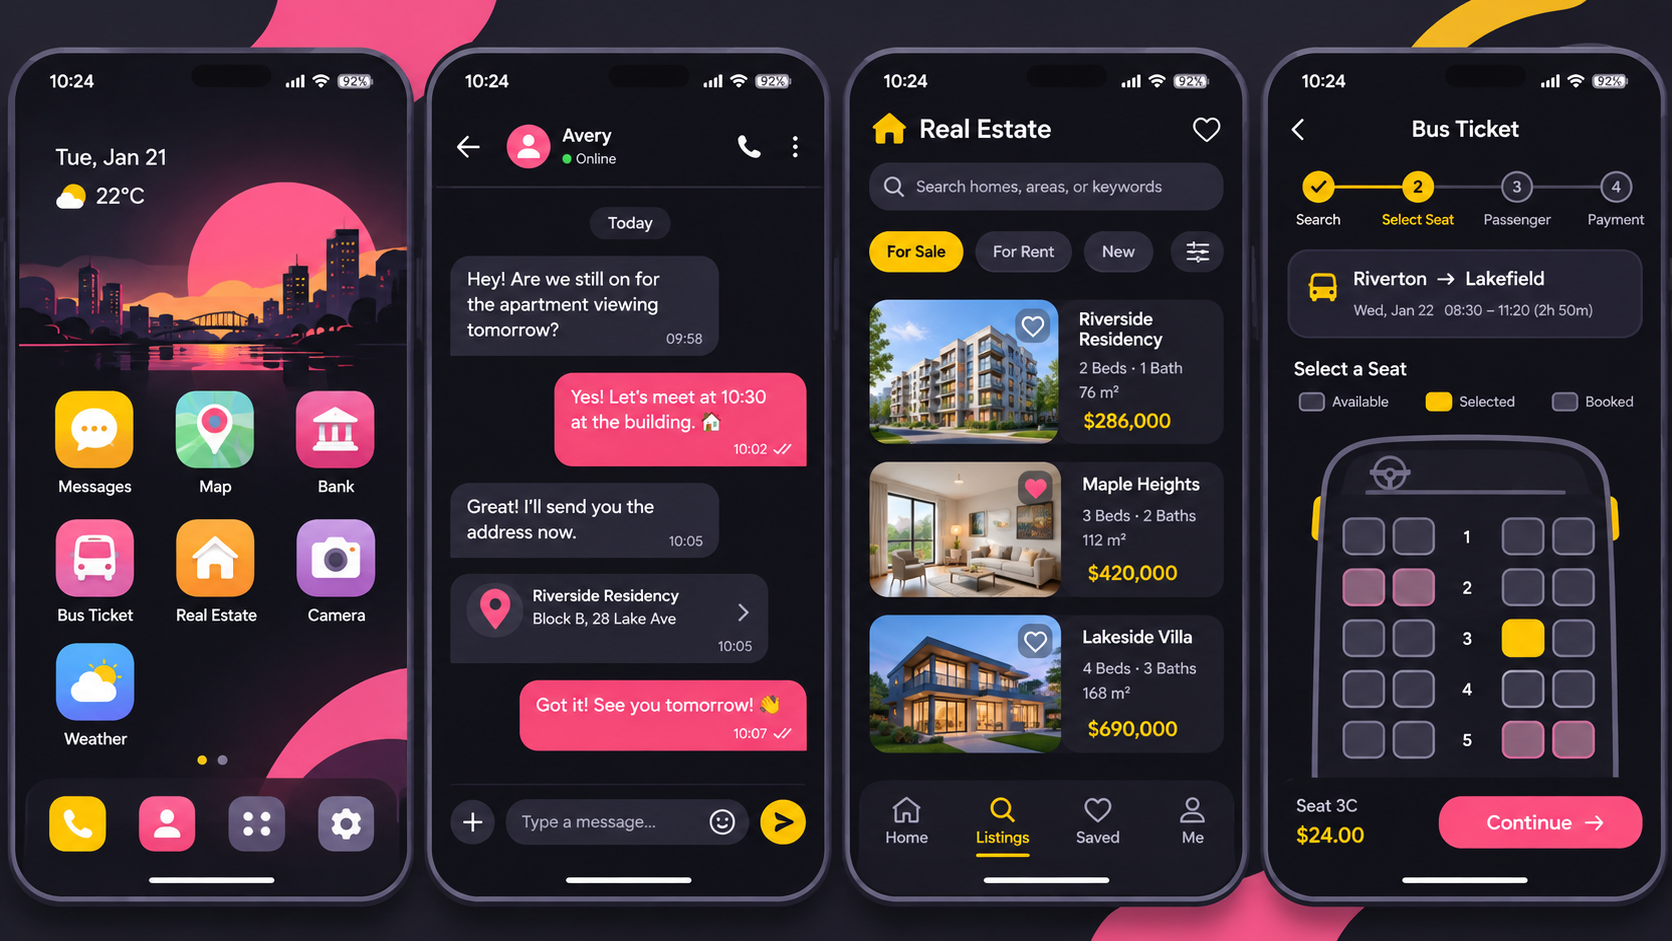 10:24
92%
Tue, Jan 21
22°C
Messages
Map
Bank
Bus Ticket
Real Estate
Camera
Weather
10:24
92%
Avery
Online
Today
Hey! Are we still on for
the apartment viewing
tomorrow?
09:58
Yes! Let's meet at 10:30
at the building. 🏠
10:02
Great! I'll send you the
address now.
10:05
Riverside Residency
Block B, 28 Lake Ave
10:05
Got it! See you tomorrow! 👋
10:07
Type a message...
10:24
92%
Real Estate
Search homes, areas, or keywords
For Sale
For Rent
New
Riverside
Residency
2 Beds · 1 Bath
76 m²
$286,000
Maple Heights
3 Beds · 2 Baths
112 m²
$420,000
Lakeside Villa
4 Beds · 3 Baths
168 m²
$690,000
Home
Listings
Saved
Me
10:24
92%
Bus Ticket
2
3
4
Search
Select Seat
Passenger
Payment
Riverton → Lakefield
Wed, Jan 22 08:30 – 11:20 (2h 50m)
Select a Seat
Available
Selected
Booked
1
2
3
4
5
Seat 3C
$24.00
Continue →